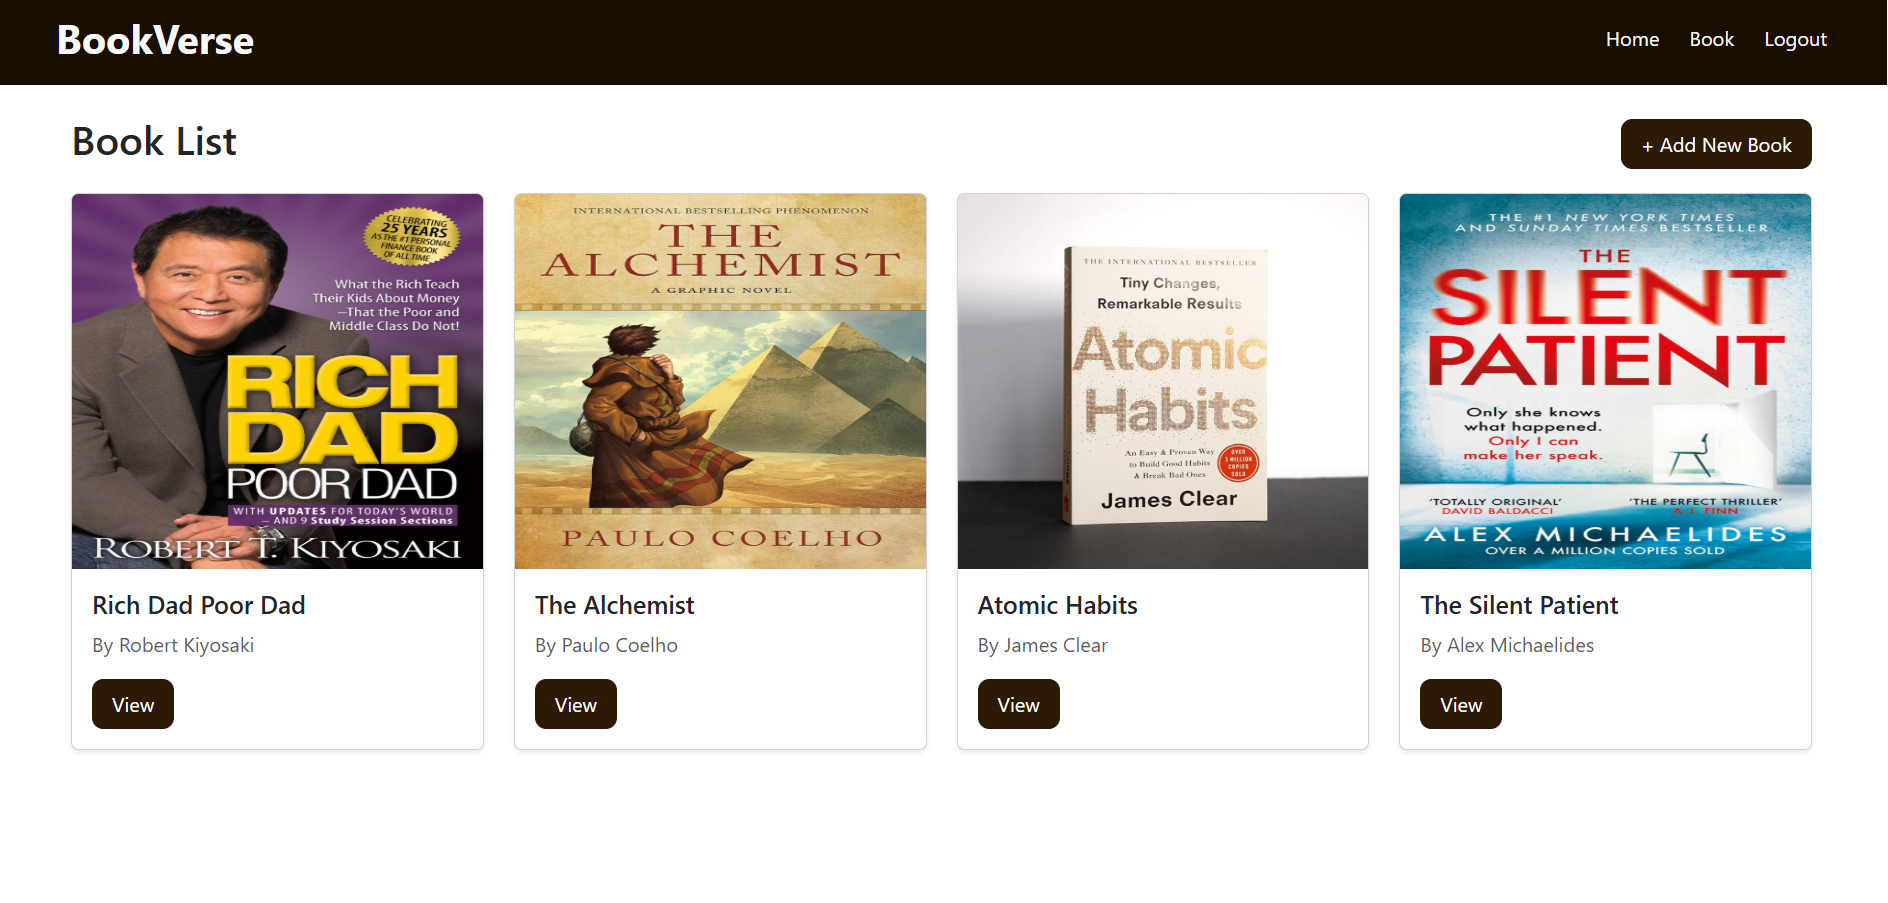 BookVerse
Home Book Logout
Book List
+ Add New Book
CELEBRATING
25 YEARS
AS THE #1 PERSONAL
FINANCE BOOK
OF ALL TIME
What the Rich Teach
Their Kids About Money
—That the Poor and
Middle Class Do Not!
RICH
DAD
POOR DAD
WITH UPDATES FOR TODAY'S WORLD
— AND 9 Study Session Sections
ROBERT T. KIYOSAKI
Rich Dad Poor Dad
By Robert Kiyosaki
View
INTERNATIONAL BESTSELLING PHENOMENON
THE
ALCHEMIST
A GRAPHIC NOVEL
PAULO COELHO
The Alchemist
By Paulo Coelho
View
THE INTERNATIONAL BESTSELLER
Tiny Changes,
Remarkable Results
Atomic
Habits
An Easy & Proven Way
to Build Good Habits
& Break Bad Ones
OVER
3 MILLION
COPIES
SOLD
James Clear
Atomic Habits
By James Clear
View
THE #1 NEW YORK TIMES
AND SUNDAY TIMES BESTSELLER
THE
SILENT
PATIENT
Only she knows
what happened.
Only I can
make her speak.
'TOTALLY ORIGINAL'
DAVID BALDACCI
'THE PERFECT THRILLER'
A.J. FINN
ALEX MICHAELIDES
OVER A MILLION COPIES SOLD
The Silent Patient
By Alex Michaelides
View